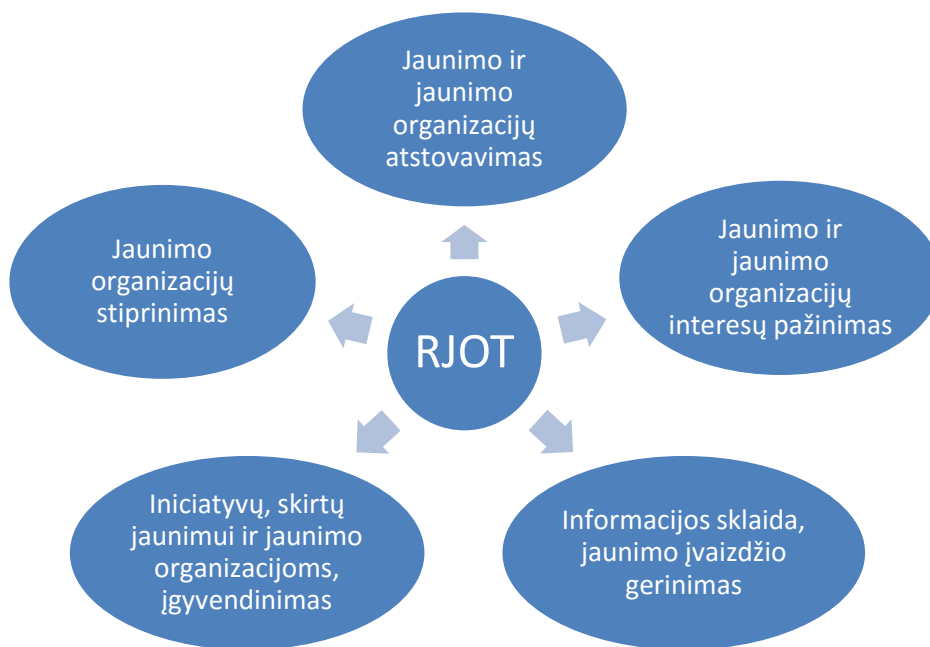 Jaunimo ir
jaunimo
organizacijų
atstovavimas
Jaunimo
organizacijų
stiprinimas
Jaunimo ir
jaunimo
organizacijų
interesų pažinimas
RJOT
Iniciatyvų, skirtų
jaunimui ir jaunimo
organizacijoms,
įgyvendinimas
Informacijos sklaida,
jaunimo įvaizdžio
gerinimas